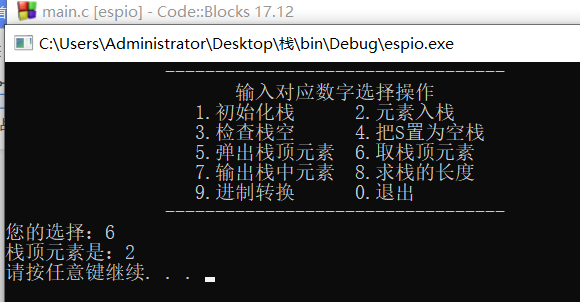 main.c [espio] - Code::Blocks 17.12
C:\Users\Administrator\Desktop\栈\bin\Debug\espio.exe
----------------------------------
输入对应数字选择操作
1.初始化栈 2.元素入栈
3.检查栈空 4.把S置为空栈
5.弹出栈顶元素 6.取栈顶元素
7.输出栈中元素 8.求栈的长度
9.进制转换 0.退出
----------------------------------
您的选择：6
栈顶元素是：2
请按任意键继续. . .